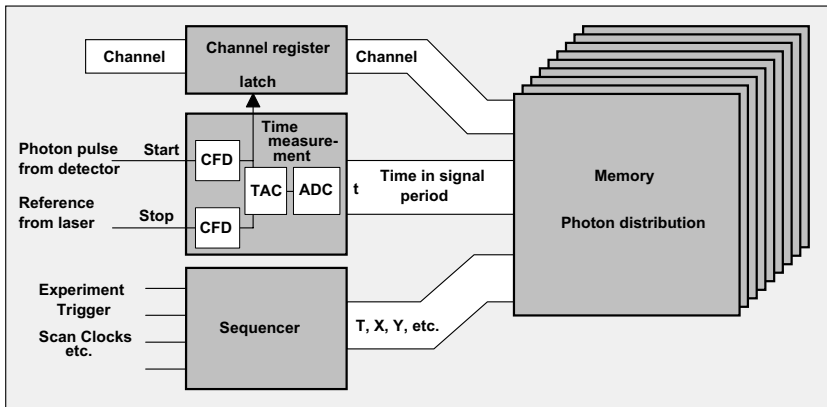 Channel
Channel register
latch
Channel
Photon pulse
from detector
Start
CFD
Time
measure-
ment
TAC
ADC
t
Reference
from laser
Stop
CFD
Time in signal
period
Memory
Photon distribution
Experiment
Trigger
Scan Clocks
etc.
Sequencer
T, X, Y, etc.